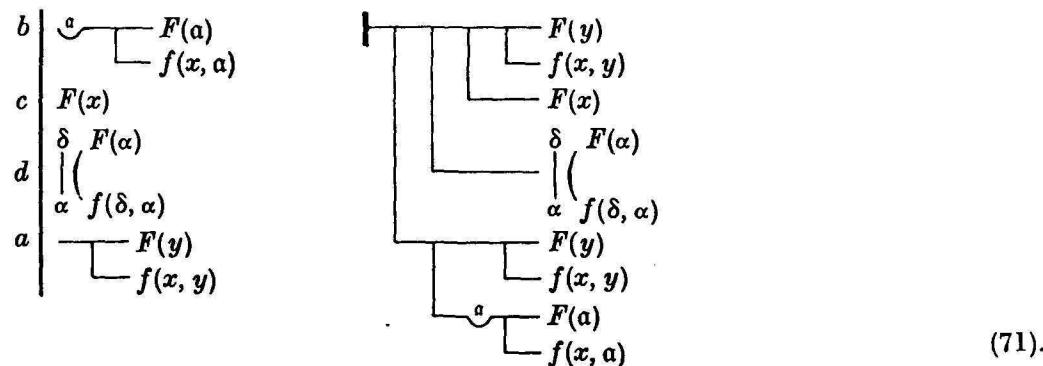 b 𝔞 F(𝔞) F(y)
f(x, 𝔞) f(x, y)
c F(x) F(x)
δ F(α) δ F(α)
d
α f(δ, α) α f(δ, α)
a F(y) F(y)
f(x, y) f(x, y)
𝔞 F(𝔞)
f(x, 𝔞) (71).